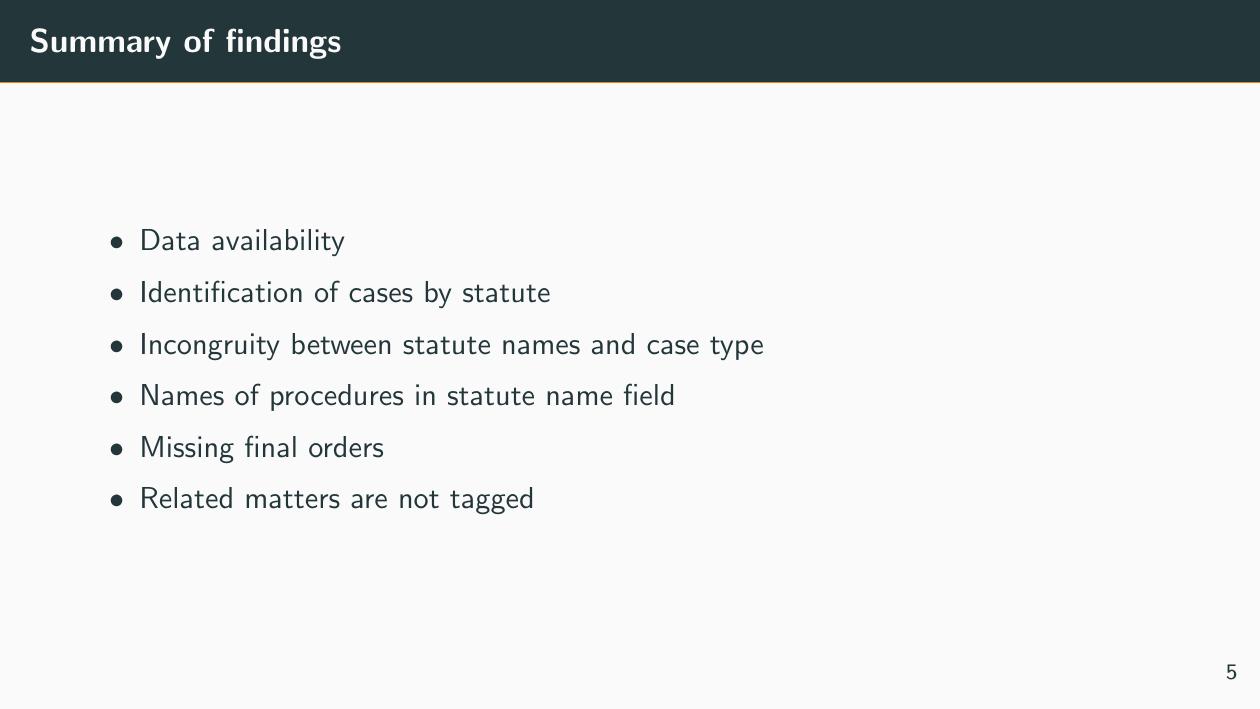 Summary of findings
• Data availability
• Identification of cases by statute
• Incongruity between statute names and case type
• Names of procedures in statute name field
• Missing final orders
• Related matters are not tagged
5